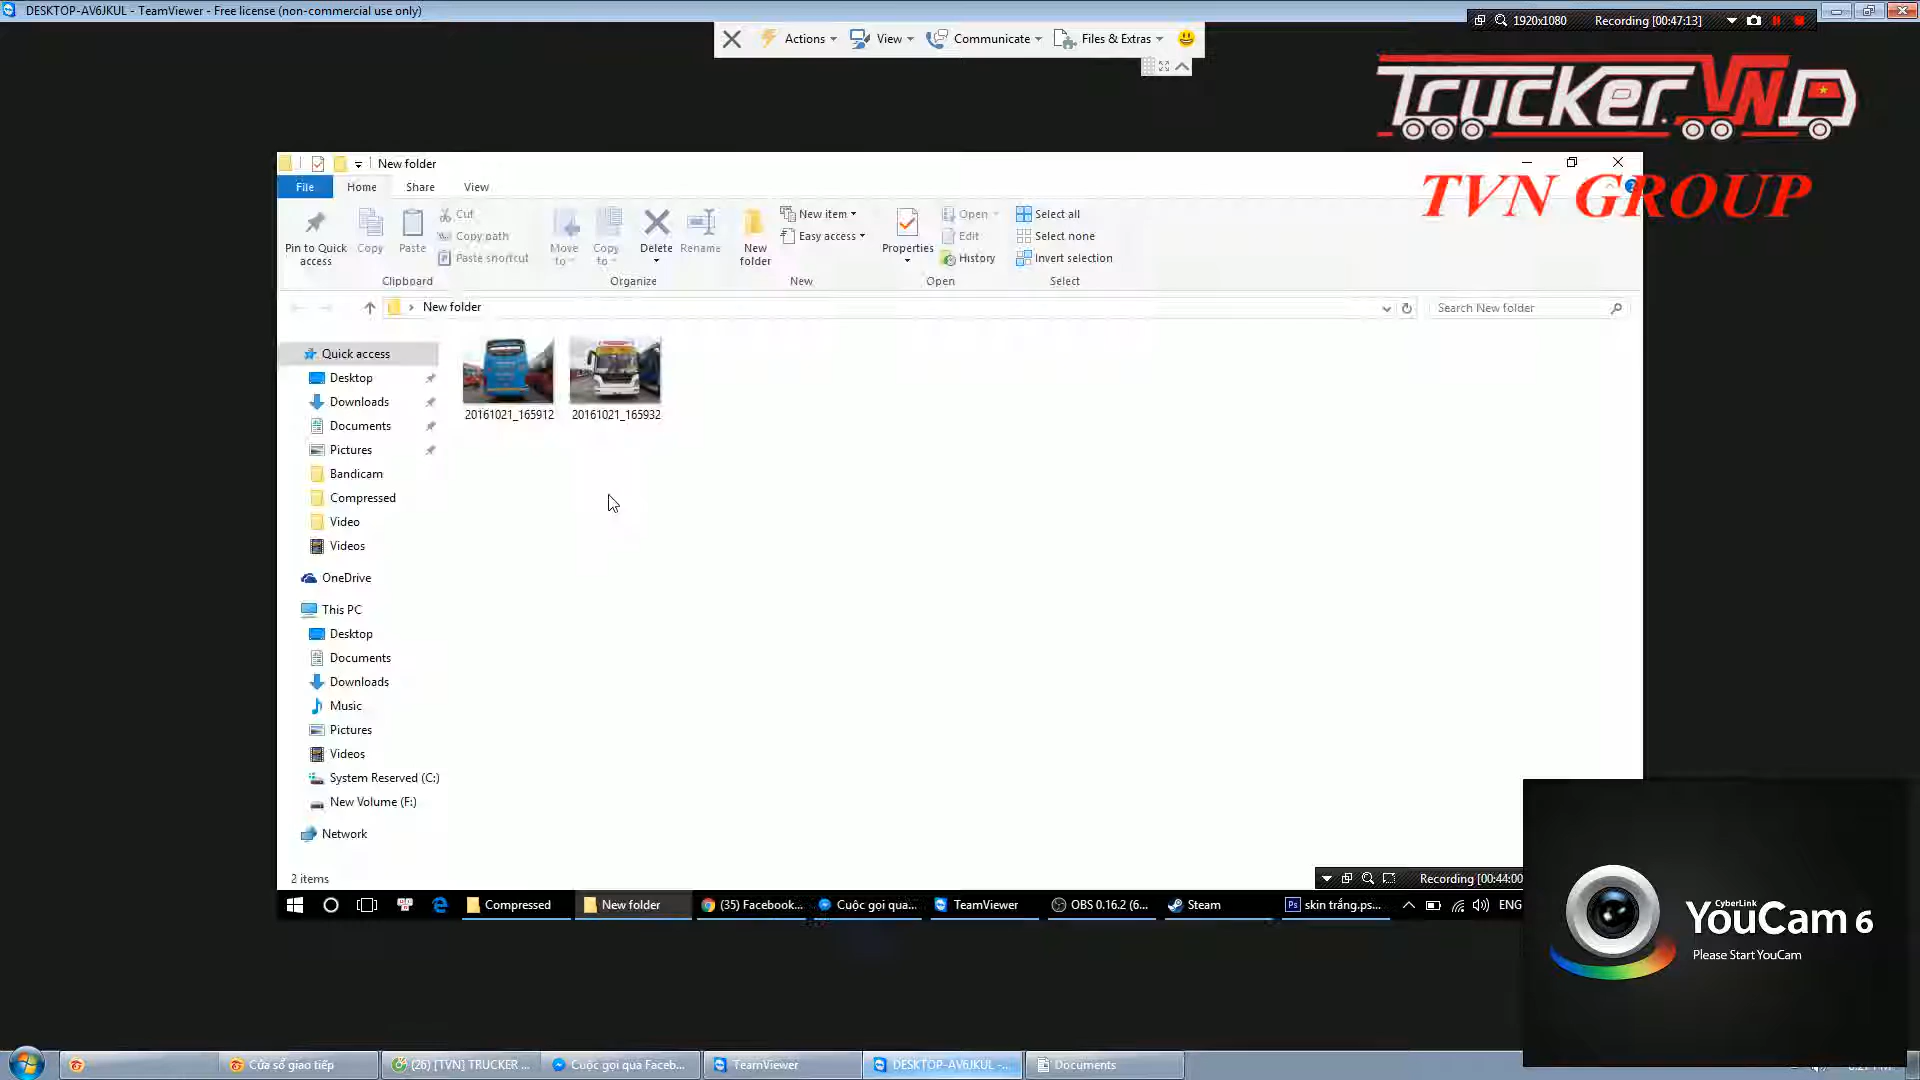 DESKTOP-AV6JKUL - TeamViewer - Free license (non-commercial use only)
1920x1080 Recording [00:47:13]
Actions View Communicate Files & Extras
Trucker.VN
TVN GROUP
New folder
File Home Share View
Pin to Quick access
Copy
Paste
Cut
Copy path
Paste shortcut
Clipboard
Move to
Copy to
Delete
Rename
Organize
New folder
New item
Easy access
New
Properties
Open
Edit
History
Open
Select all
Select none
Invert selection
Select
New folder
Search New folder
Quick access
Desktop
Downloads
Documents
Pictures
Bandicam
Compressed
Video
Videos
OneDrive
This PC
Desktop
Documents
Downloads
Music
Pictures
Videos
System Reserved (C:)
New Volume (F:)
Network
20161021_165912
20161021_165932
2 items
Recording [00:44:00
Compressed New folder (35) Facebook... Cuộc gọi qua... TeamViewer OBS 0.16.2 (6... Steam Ps skin trắng.ps... ENG
CyberLink
YouCam 6
Please Start YouCam
Cửa sổ giao tiếp (26) [TVN] TRUCKER ... Cuộc gọi qua Faceb... TeamViewer DESKTOP-AV6JKUL -... Documents